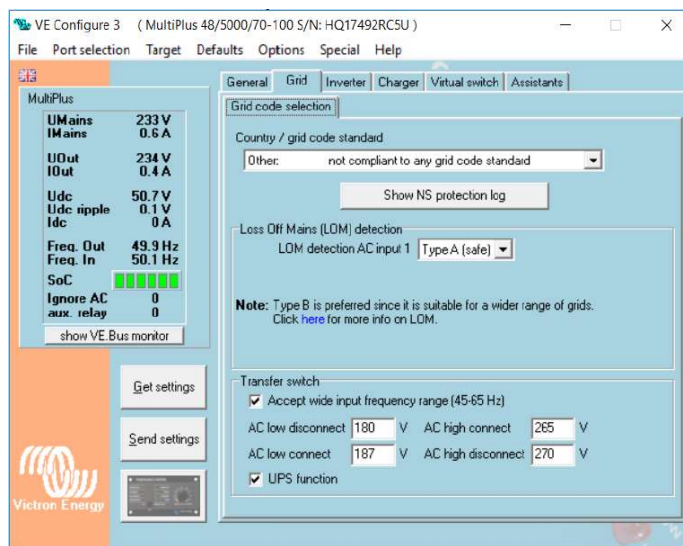 VE Configure 3 ( MultiPlus 48/5000/70-100 S/N: HQ17492RC5U )
File Port selection Target Defaults Options Special Help
General Grid Inverter Charger Virtual switch Assistants
MultiPlus
UMains 233 V
IMains 0.6 A
UOut 234 V
IOut 0.4 A
Udc 50.7 V
Udc ripple 0.1 V
Idc 0 A
Freq. Out 49.9 Hz
Freq. In 50.1 Hz
SoC
Ignore AC 0
aux. relay 0
show VE.Bus monitor
Get settings
Send settings
Victron Energy
Grid code selection
Country / grid code standard
Other: not compliant to any grid code standard
Show NS protection log
Loss Off Mains (LOM) detection
LOM detection AC input 1 Type A (safe)
Note: Type B is preferred since it is suitable for a wider range of grids.
Click here for more info on LOM.
Transfer switch
Accept wide input frequency range (45-65 Hz)
AC low disconnect 180 V AC high connect 265 V
AC low connect 187 V AC high disconnect 270 V
UPS function